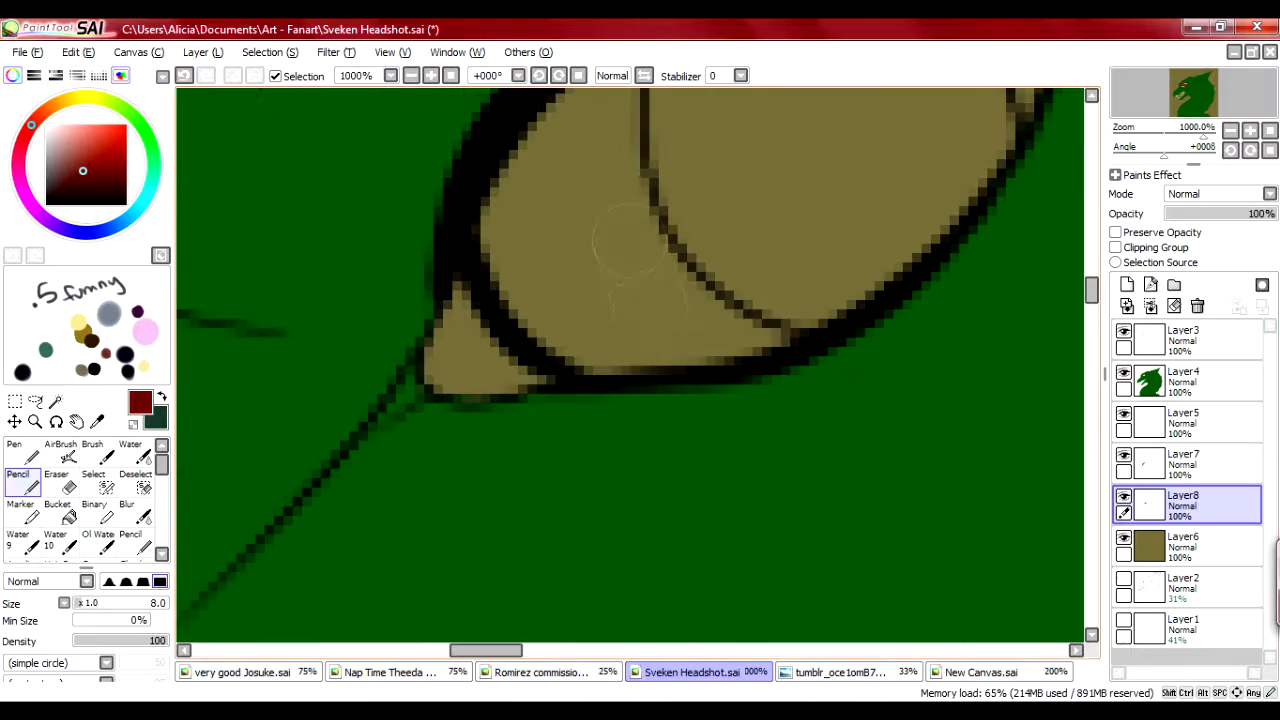 PaintTool SAI C:\Users\Alicia\Documents\Art - Fanart\Sveken Headshot.sai (*)
File (F) Edit (E) Canvas (C) Layer (L) Selection (S) Filter (T) View (V) Window (W) Others (O)
Selection 1000% +000° Normal Stabilizer 0
Zoom 1000.0%
Angle +0008
Paints Effect
Mode Normal
Opacity 100%
Preserve Opacity
Clipping Group
Selection Source
.5 funny
Layer3
Normal
100%
Layer4
Normal
100%
Layer5
Normal
100%
Layer7
Normal
100%
Layer8
Normal
100%
Layer6
Normal
100%
Layer2
Normal
31%
Layer1
Normal
41%
Pen AirBrush Brush Water
Pencil Eraser Select Deselect
Marker Bucket Binary Blur
Water 9 Water 10 Ol Wate Pencil
Normal
Size x 1.0 8.0
Min Size 0%
Density 100
(simple circle) 50
very good Josuke.sai 75% Nap Time Theeda ... 75% Romirez commissio... 25% Sveken Headshot.sai 000% tumblr_oce1om87... 33% New Canvas.sai 200%
Memory load: 65% (214MB used / 891MB reserved) Shift Ctrl Alt SPC Any